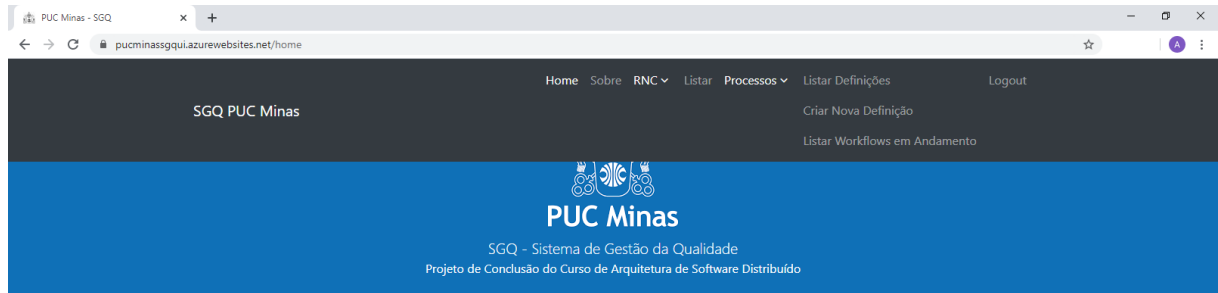 PUC Minas - SGQ
pucminassgqui.azurewebsites.net/home
A
Home Sobre RNC Listar Processos Listar Definições Logout
SGQ PUC Minas
Criar Nova Definição
Listar Workflows em Andamento
PUC Minas
SGQ - Sistema de Gestão da Qualidade
Projeto de Conclusão do Curso de Arquitetura de Software Distribuído